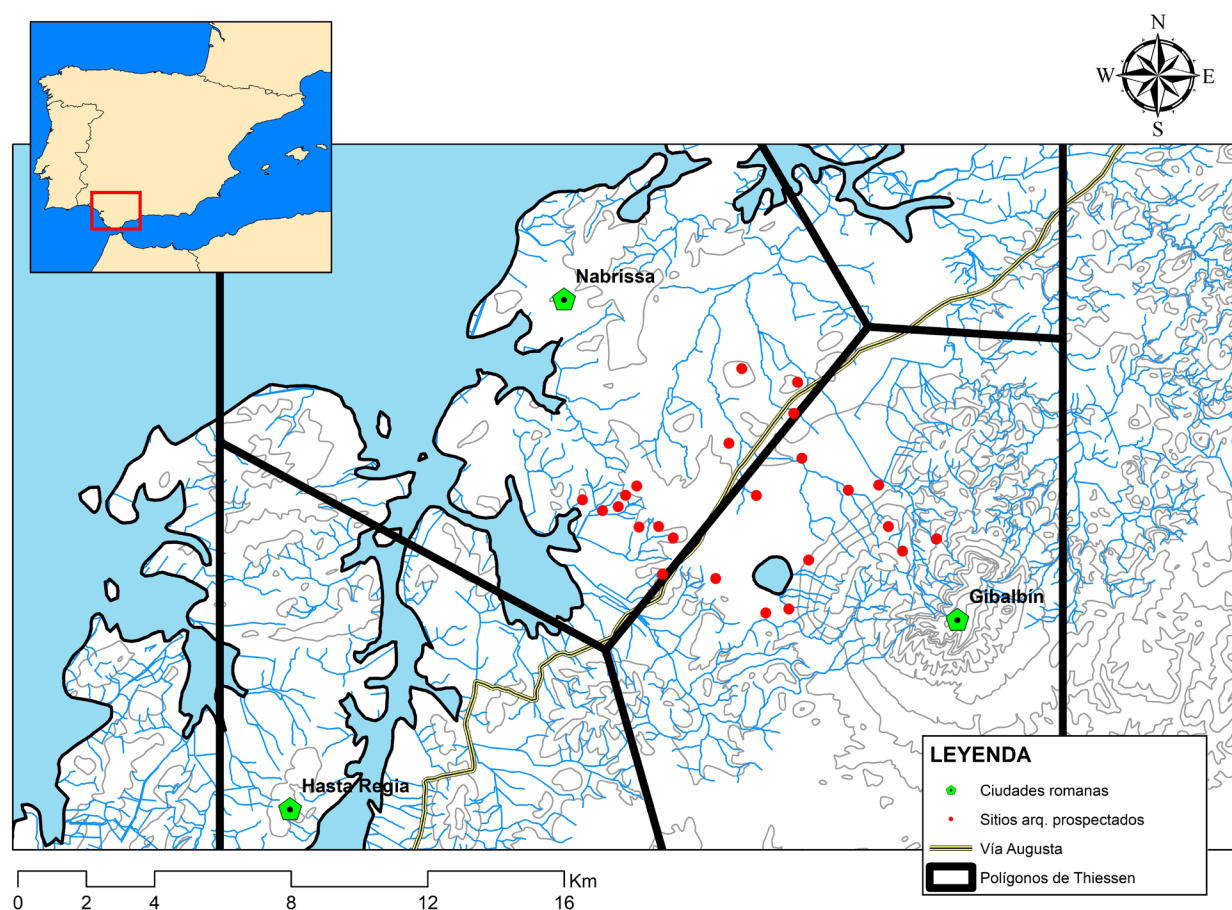 N
W E
S
Nabrissa
Gibalbín
Hasta Regia
LEYENDA
Ciudades romanas
Sitios arq. prospectados
Vía Augusta
Polígonos de Thiessen
Km
0 2 4 8 12 16